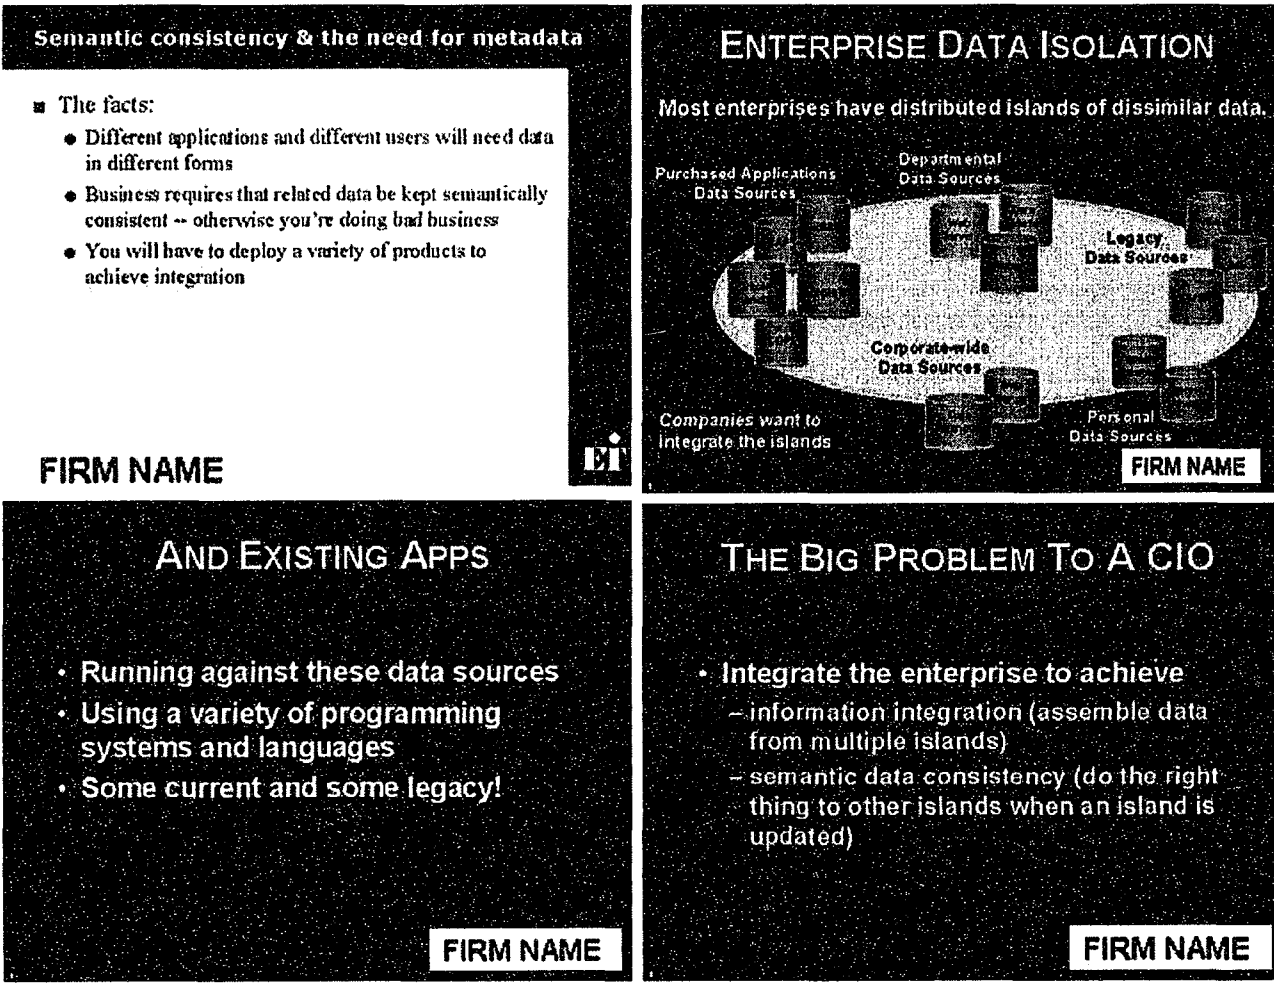 Semantic consistency & the need for metadata
■ The facts:
● Different applications and different users will need data
in different forms
● Business requires that related data be kept semantically
consistent -- otherwise you're doing bad business
● You will have to deploy a variety of products to
achieve integration
FIRM NAME
EiT
ENTERPRISE DATA ISOLATION
Most enterprises have distributed islands of dissimilar data.
Purchased Applications
Data Sources
Departmental
Data Sources
Legacy
Data Sources
Corporate-wide
Data Sources
Personal
Data Sources
Companies want to
integrate the islands
FIRM NAME
AND EXISTING APPS
• Running against these data sources
• Using a variety of programming
systems and languages
• Some current and some legacy!
FIRM NAME
THE BIG PROBLEM TO A CIO
• Integrate the enterprise to achieve
– information integration (assemble data
from multiple islands)
– semantic data consistency (do the right
thing to other islands when an island is
updated)
FIRM NAME